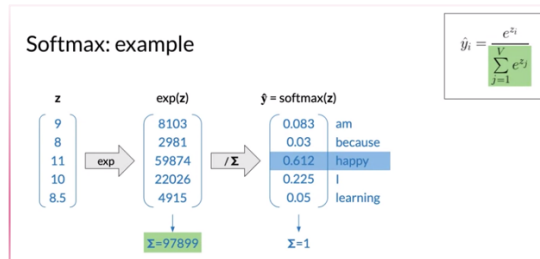 Softmax: example
ŷᵢ = e^{zᵢ} / Σ_{j=1}^{V} e^{zⱼ}
z exp(z) ŷ = softmax(z)
9 8103 0.083 am
8 2981 0.03 because
11 exp 59874 /Σ 0.612 happy
10 22026 0.225 I
8.5 4915 0.05 learning
Σ=97899 Σ=1